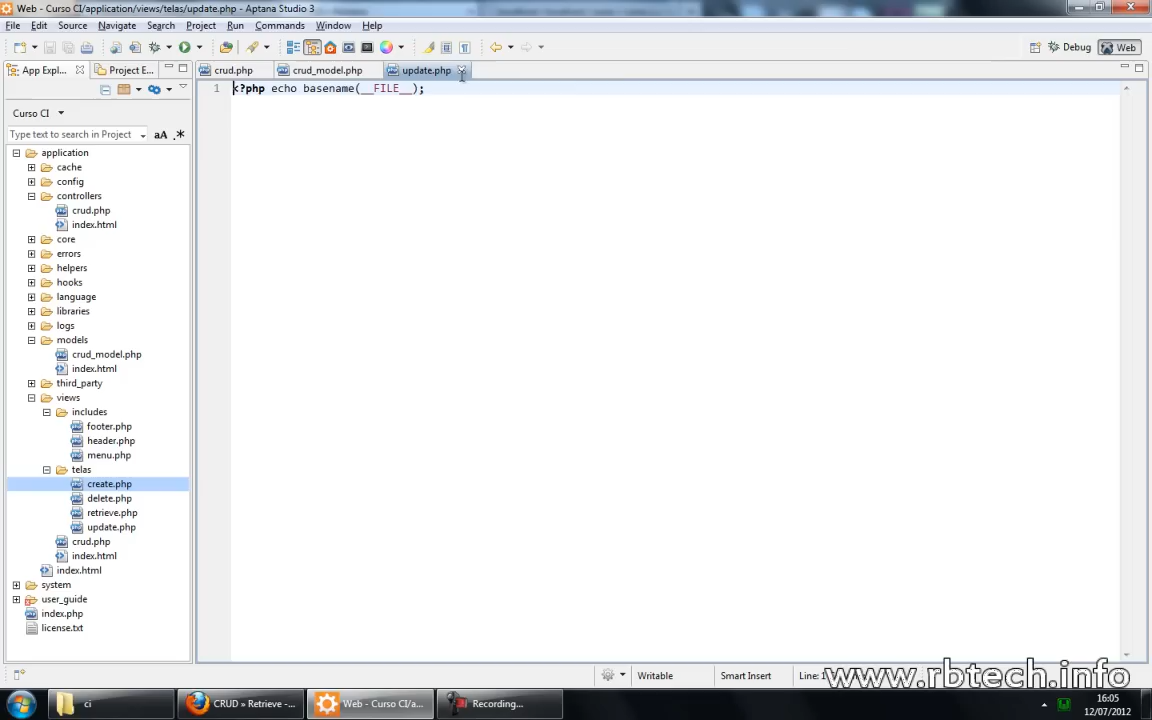 Web - Curso CI/application/views/telas/update.php - Aptana Studio 3
File Edit Source Navigate Search Project Run Commands Window Help
Debug Web
App Expl... Project E...
crud.php crud_model.php update.php
1 <?php echo basename(__FILE__);
Curso CI
Type text to search in Project aA .*
application
cache
config
controllers
crud.php
index.html
core
errors
helpers
hooks
language
libraries
logs
models
crud_model.php
index.html
third_party
views
includes
footer.php
header.php
menu.php
telas
create.php
delete.php
retrieve.php
update.php
crud.php
index.html
index.html
system
user_guide
index.php
license.txt
Writable Smart Insert Line: 1
www.rbtech.info
ci CRUD » Retrieve -... Web - Curso CI/a... Recording...
16:05
12/07/2012